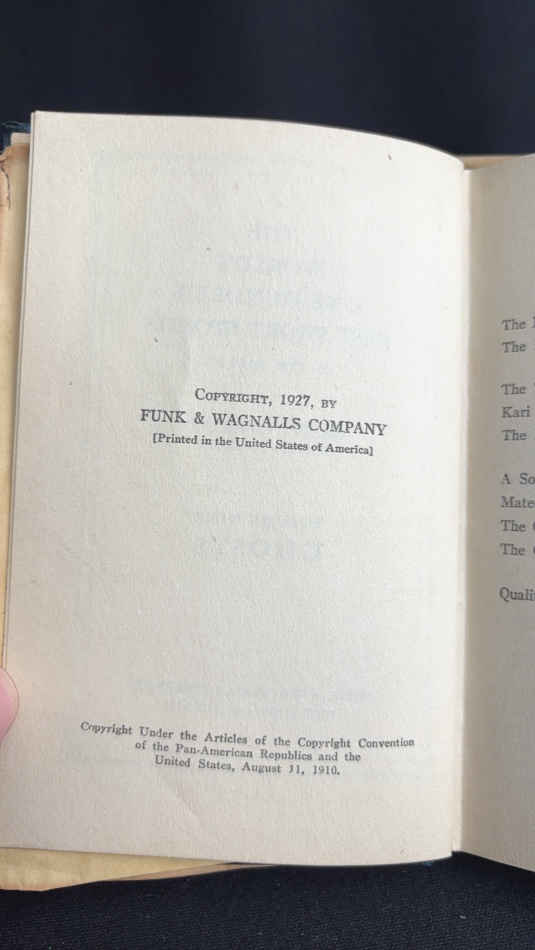 COPYRIGHT, 1927, BY
FUNK & WAGNALLS COMPANY
[Printed in the United States of America]
Copyright Under the Articles of the Copyright Convention
of the Pan-American Republics and the
United States, August 11, 1910.
The
The
The
Kari
The
A
The
The